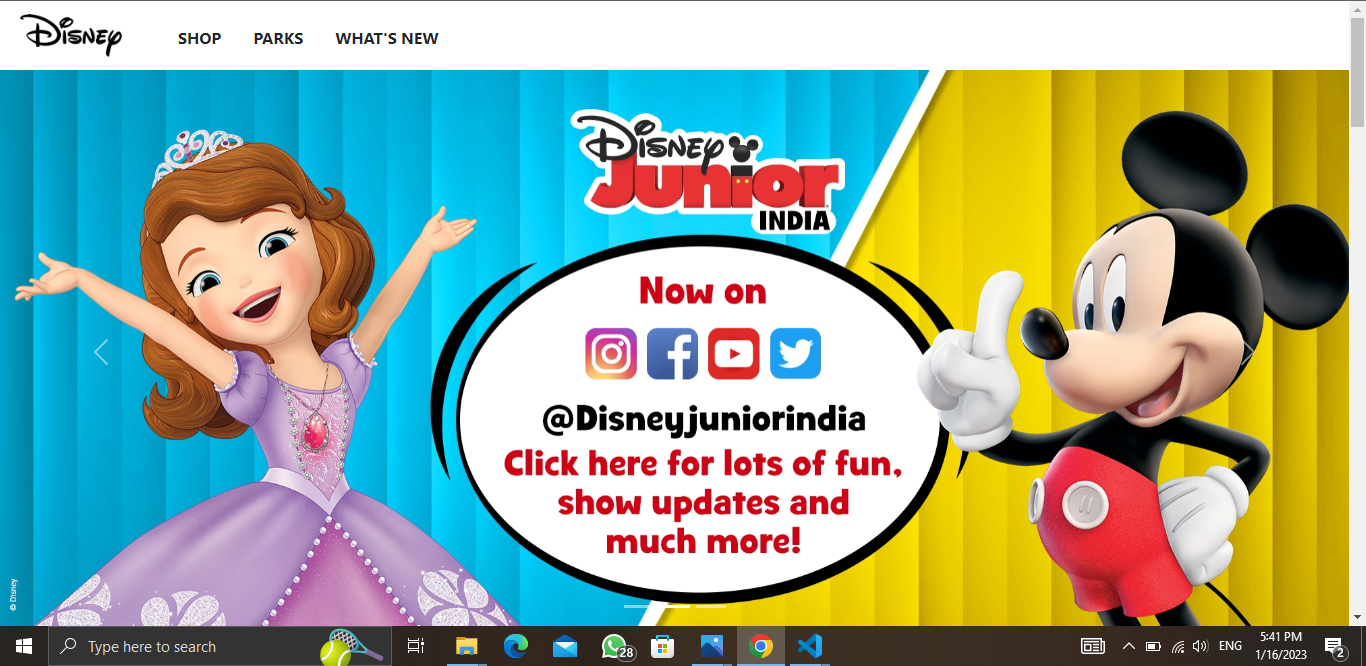 Disney
SHOP
PARKS
WHAT'S NEW
Disney
Junior
INDIA
Now on
@Disneyjuniorindia
Click here for lots of fun,
show updates and
much more!
© Disney
Type here to search
28
ENG
5:41 PM
1/16/2023
2